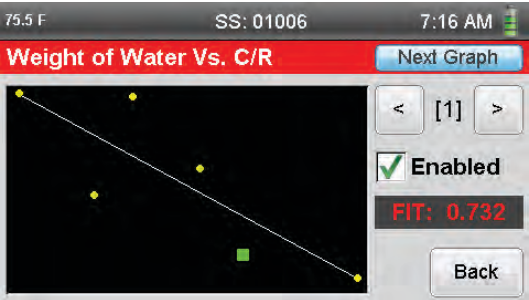 75.5 F SS: 01006 7:16 AM
Weight of Water Vs. C/R Next Graph
< [1] >
Enabled
FIT: 0.732
Back